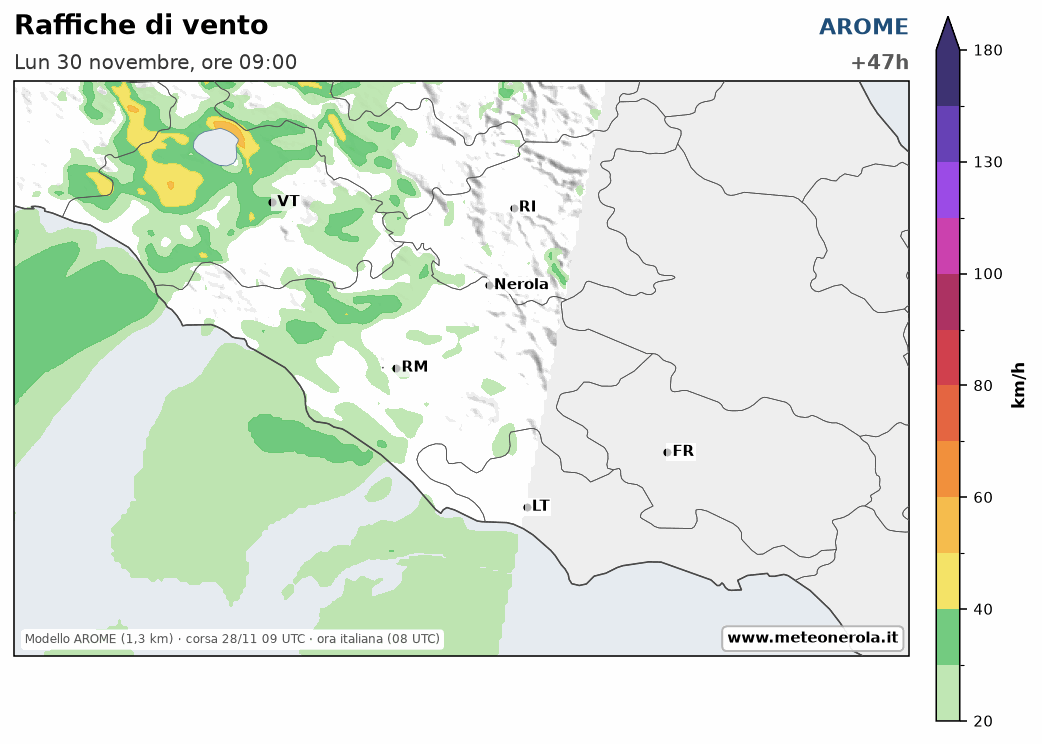 Raffiche di vento
AROME
Lun 30 novembre, ore 09:00
+47h
VT
RI
Nerola
RM
FR
LT
Modello AROME (1,3 km) · corsa 28/11 09 UTC · ora italiana (08 UTC)
www.meteonerola.it
180
130
100
80
60
40
20
km/h